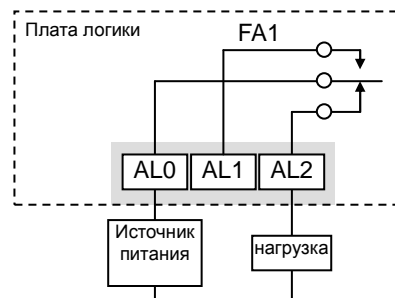 Плата логики
FA1
AL0
AL1
AL2
Источник
питания
нагрузка